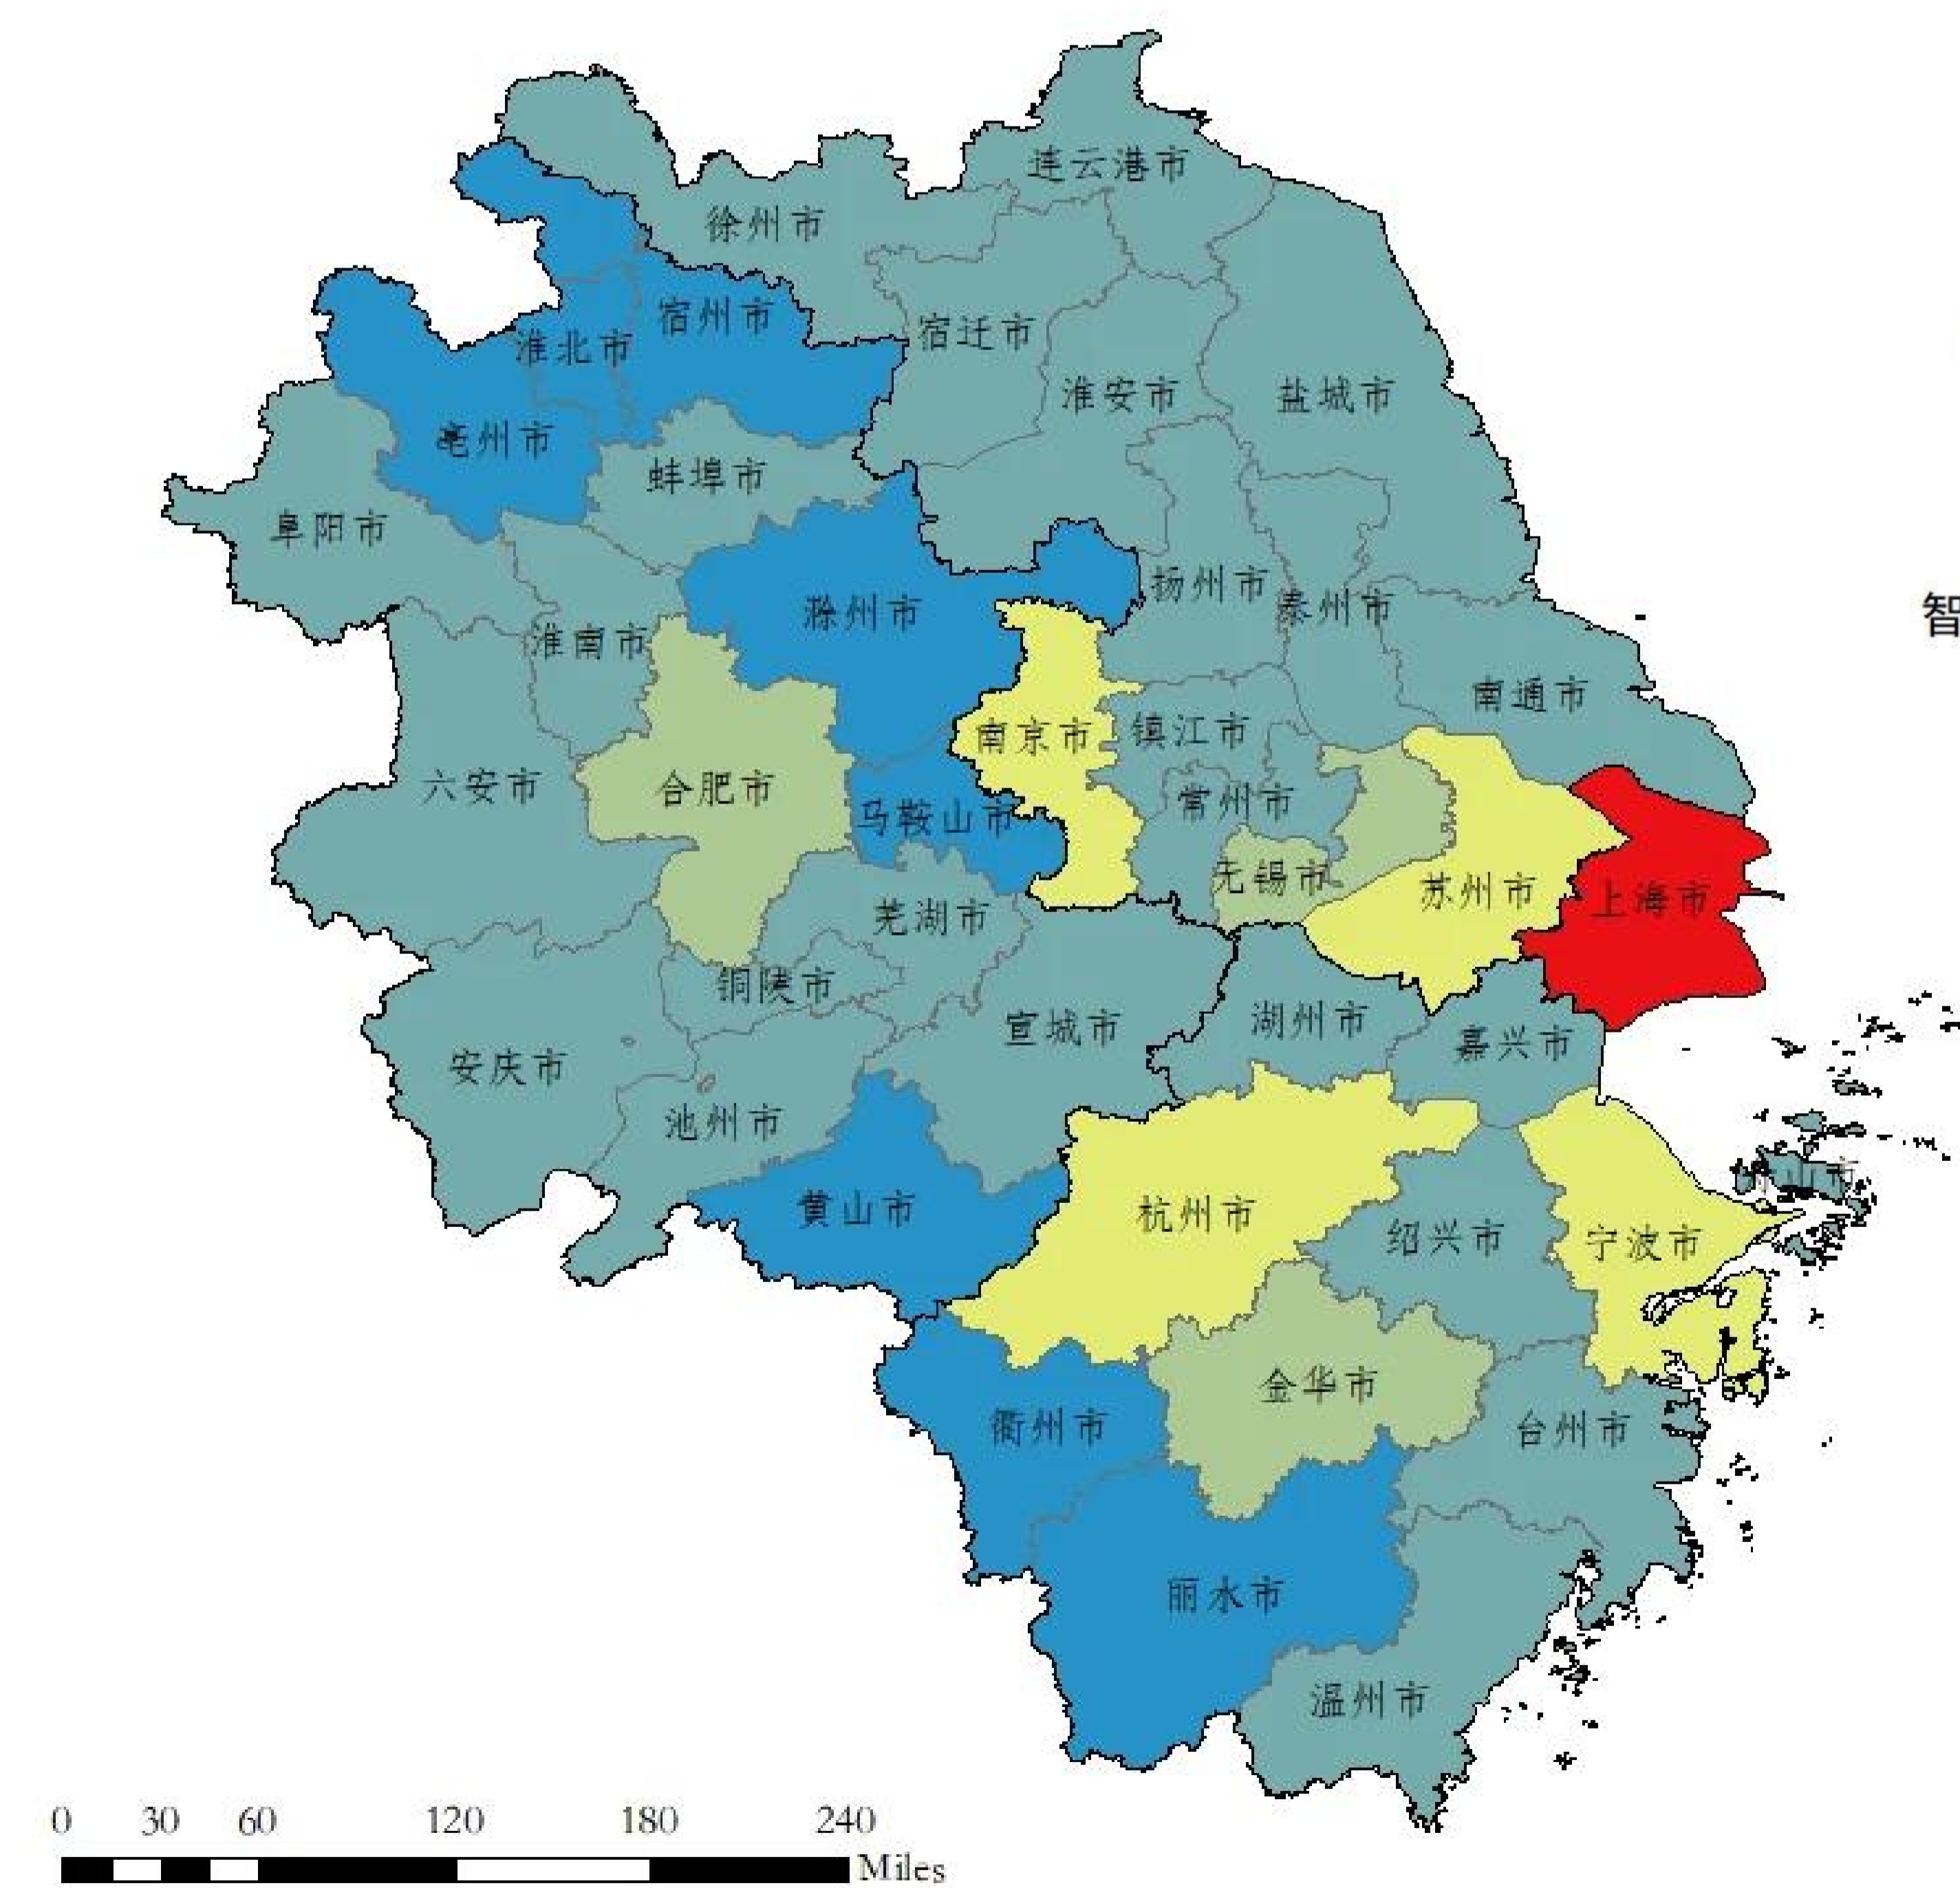 连云港市
徐州市
宿州市
宿迁市
淮北市
淮安市
盐城市
亳州市
蚌埠市
阜阳市
扬州市
泰州市
滁州市
智
淮南市
南通市
南京市
镇江市
六安市
合肥市
常州市
马鞍山市
无锡市
苏州市
上海市
芜湖市
铜陵市
湖州市
宣城市
嘉兴市
安庆市
池州市
山市
黄山市
杭州市
绍兴市
宁波市
金华市
衢州市
台州市
丽水市
温州市
0 30 60 120 180 240
Miles